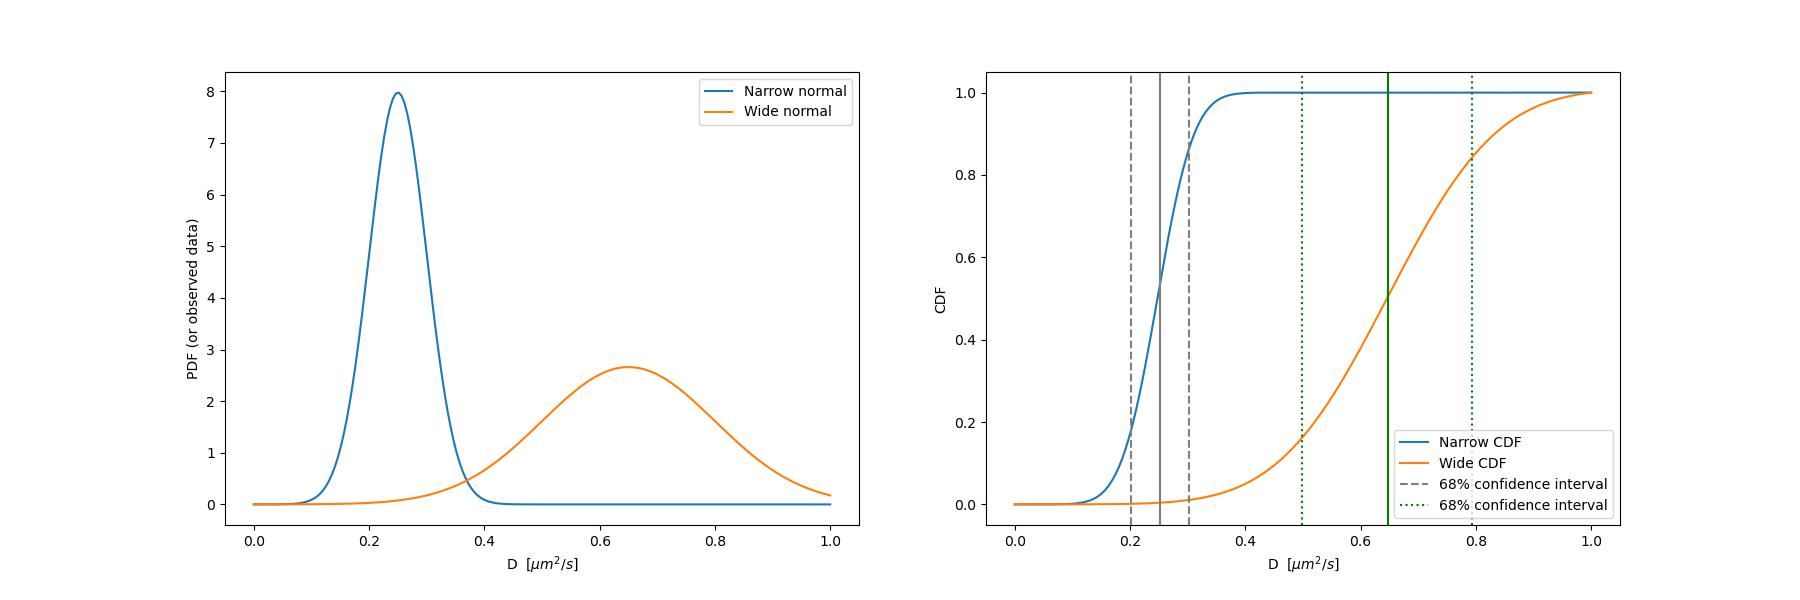 8
7
6
5
4
3
2
1
0
PDF (or observed data)
Narrow normal
Wide normal
0.0 0.2 0.4 0.6 0.8 1.0
D [μm²/s]
1.0
0.8
0.6
0.4
0.2
0.0
CDF
Narrow CDF
Wide CDF
68% confidence interval
68% confidence interval
0.0 0.2 0.4 0.6 0.8 1.0
D [μm²/s]